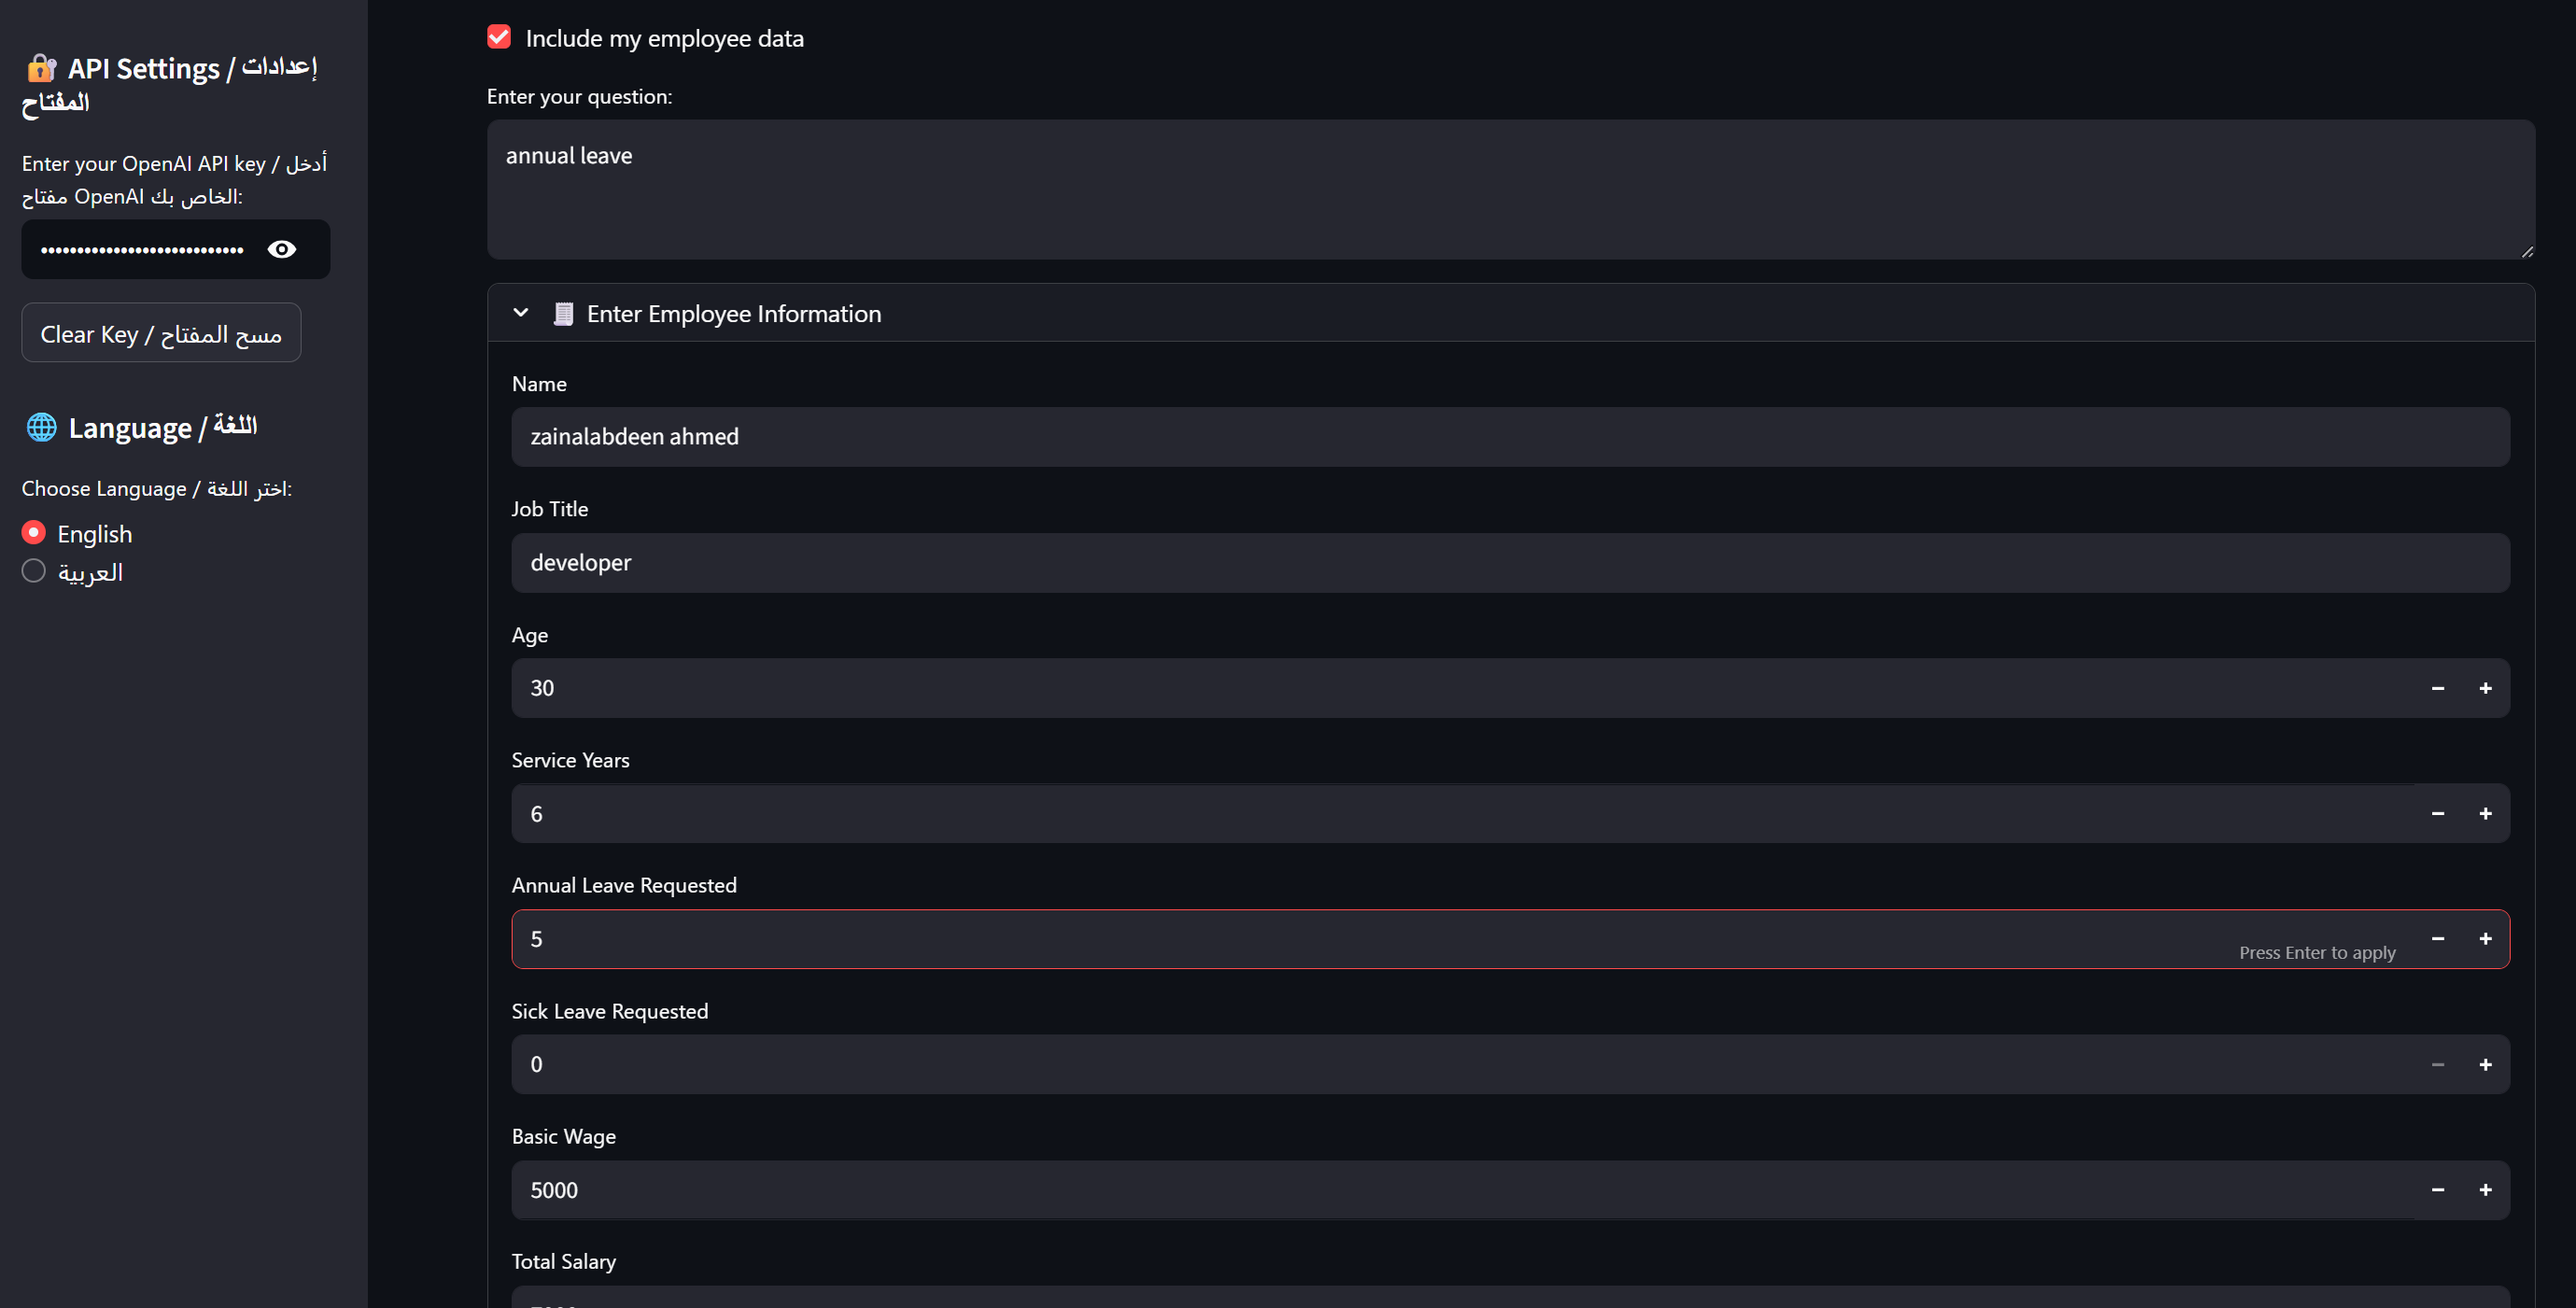 API Settings / إعدادات
المفتاح
Enter your OpenAI API key / أدخل
مفتاح OpenAI الخاص بك:
Clear Key / مسح المفتاح
Language / اللغة
Choose Language / اختر اللغة:
English
العربية
Include my employee data
Enter your question:
annual leave
Enter Employee Information
Name
zainalabdeen ahmed
Job Title
developer
Age
30
Service Years
6
Annual Leave Requested
5
Press Enter to apply
Sick Leave Requested
0
Basic Wage
5000
Total Salary